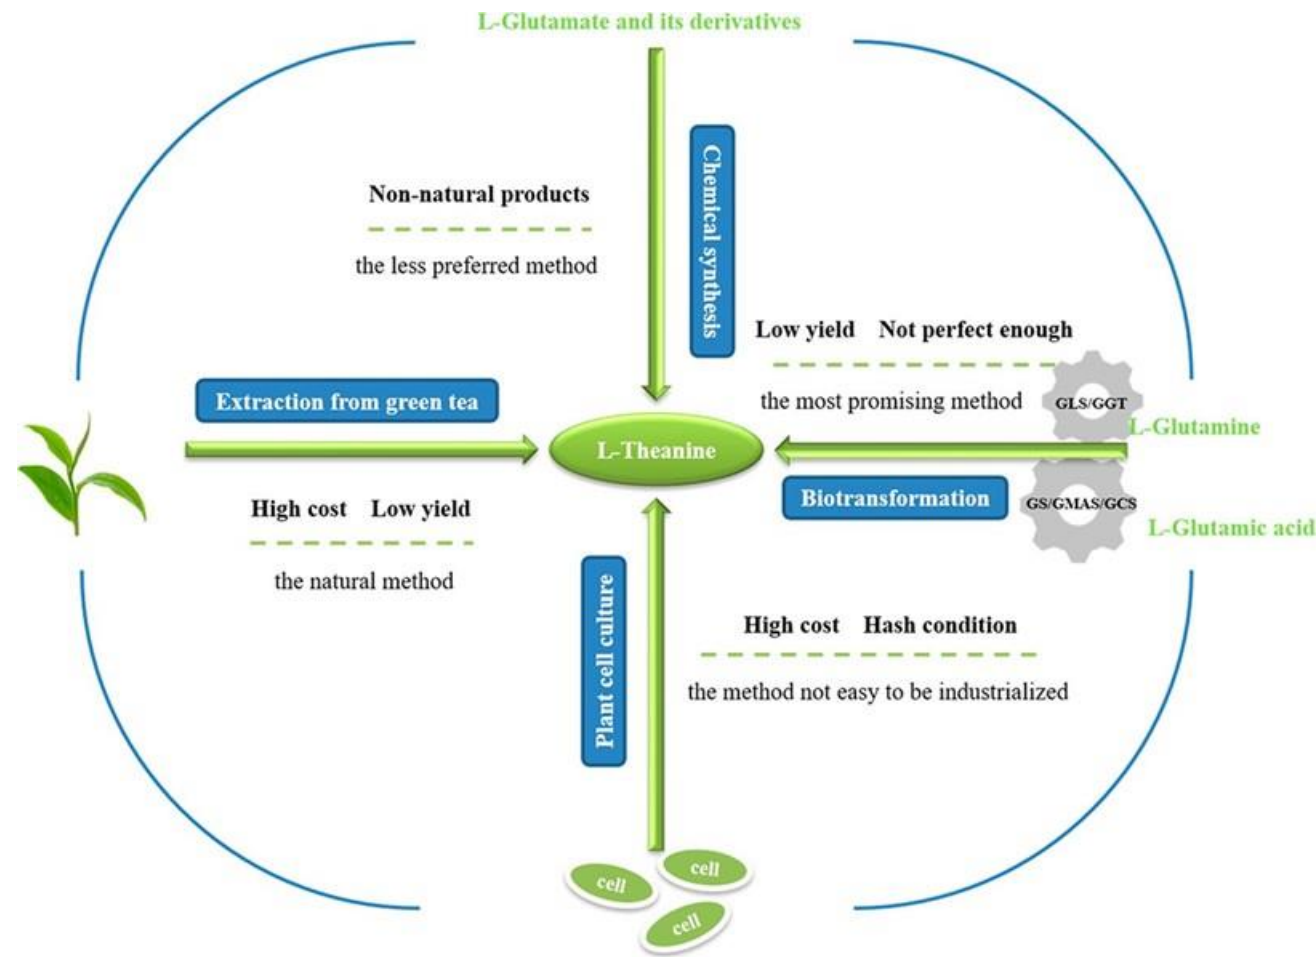 L-Glutamate and its derivatives
Chemical synthesis
Non-natural products
the less preferred method
Low yield Not perfect enough
the most promising method
GLS/GGT
L-Glutamine
Extraction from green tea
L-Theanine
Biotransformation
GS/GMAS/GCS
L-Glutamic acid
High cost Low yield
the natural method
Plant cell culture
High cost Hash condition
the method not easy to be industrialized
cell
cell
cell